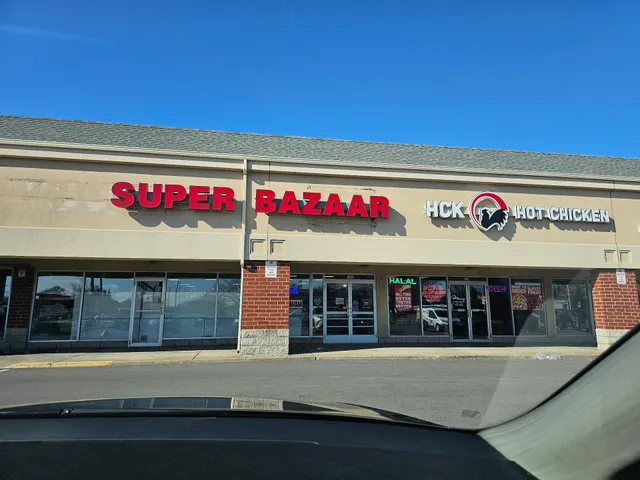 SUPER BAZAAR
HCK HOT CHICKEN
HALAL
OPEN